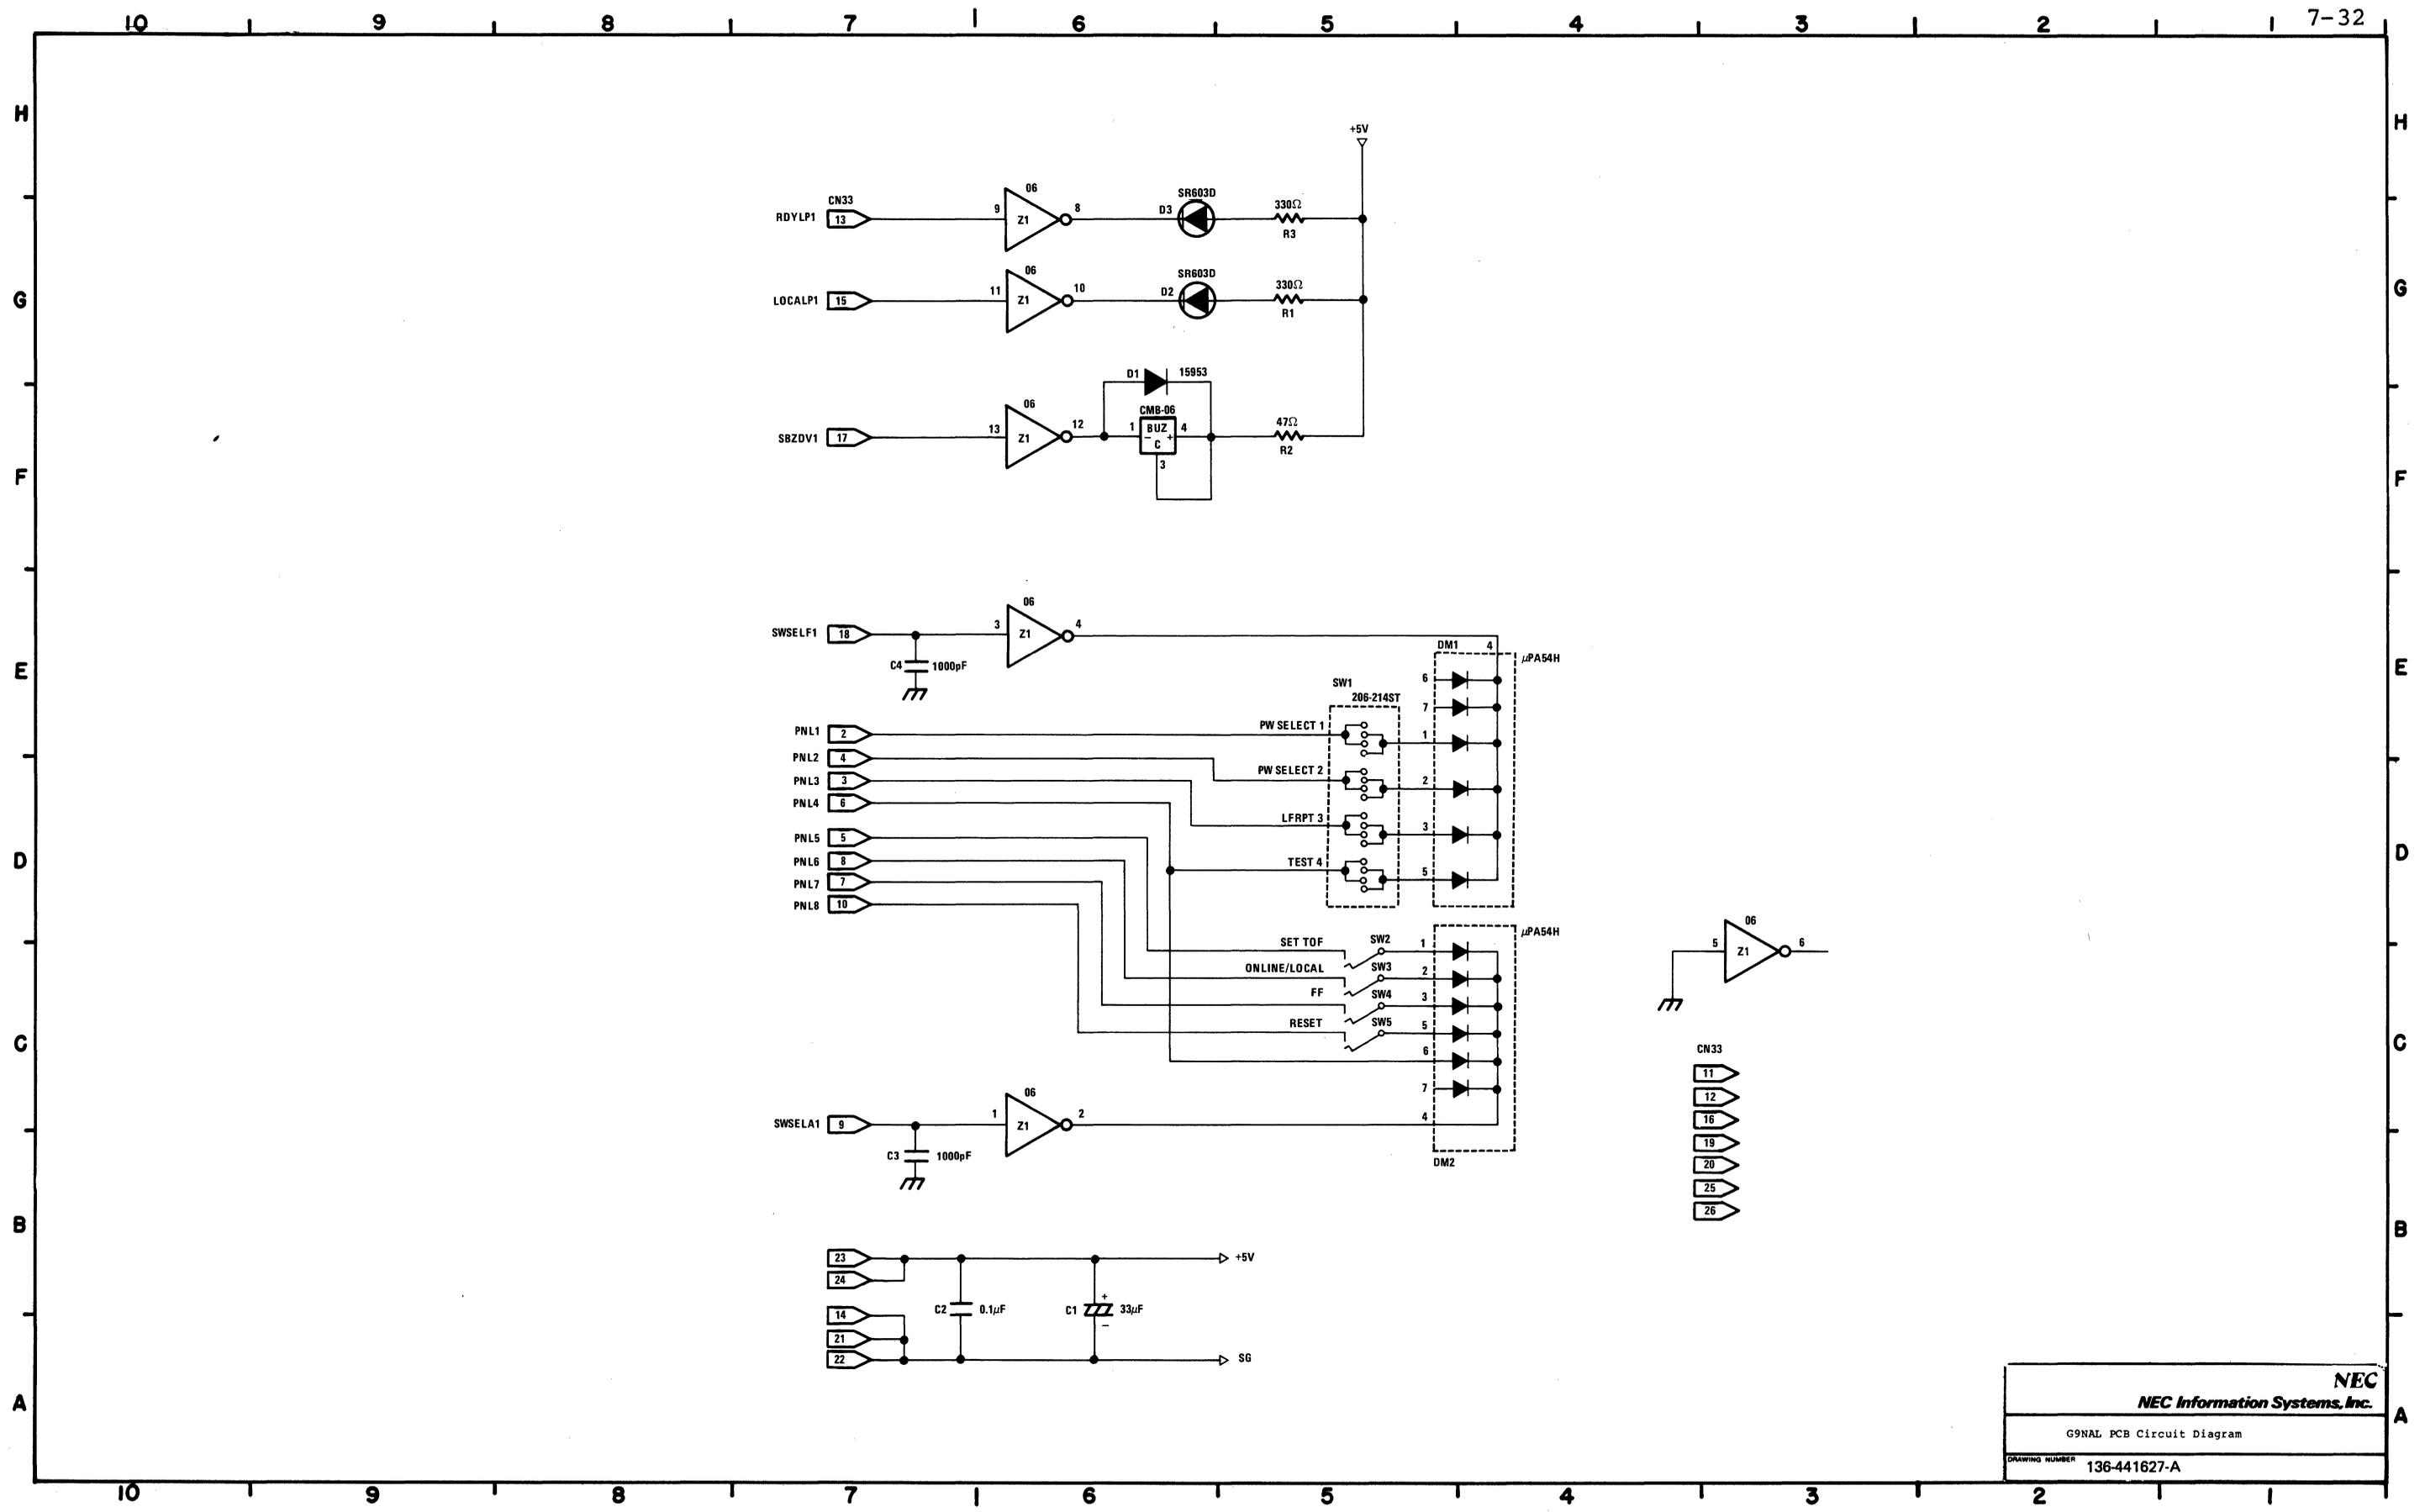 10 9 8 7 6 5 4 3 2 7-32
H H
+5V
CN33 06 SR603D 330Ω
RDYLP1 13 9 Z1 8 D3 R3
06 SR603D 330Ω
G G
LOCALP1 15 11 Z1 10 D2 R1
D1 15953
06 CMB-06 47Ω
SBZDV1 17 13 Z1 12 1 BUZ 4 R2
− +
C
3
F F
06
SWSELF1 18 3 Z1 4
DM1 4 μPA54H
C4 1000pF
E E
6
SW1
206-214ST
7
PNL1 2 PW SELECT 1 1
PNL2 4
PNL3 3 PW SELECT 2 2
PNL4 6
LFRPT 3 3
PNL5 5
D D
PNL6 8 TEST 4 5
PNL7 7
PNL8 10
μPA54H
06
SET TOF SW2 1 5 Z1 6
ONLINE/LOCAL SW3 2
FF SW4 3
RESET SW5 5
C C
6
CN33
11
7
12
06
SWSELA1 9 1 Z1 2 4
16
19
C3 1000pF
DM2
20
25
26
B B
23 +5V
24
14 C2 0.1μF C1 + 33μF −
21
22 SG
A A
NEC
NEC Information Systems, Inc.
G9NAL PCB Circuit Diagram
DRAWING NUMBER 136-441627-A
10 9 8 7 6 5 4 3 2